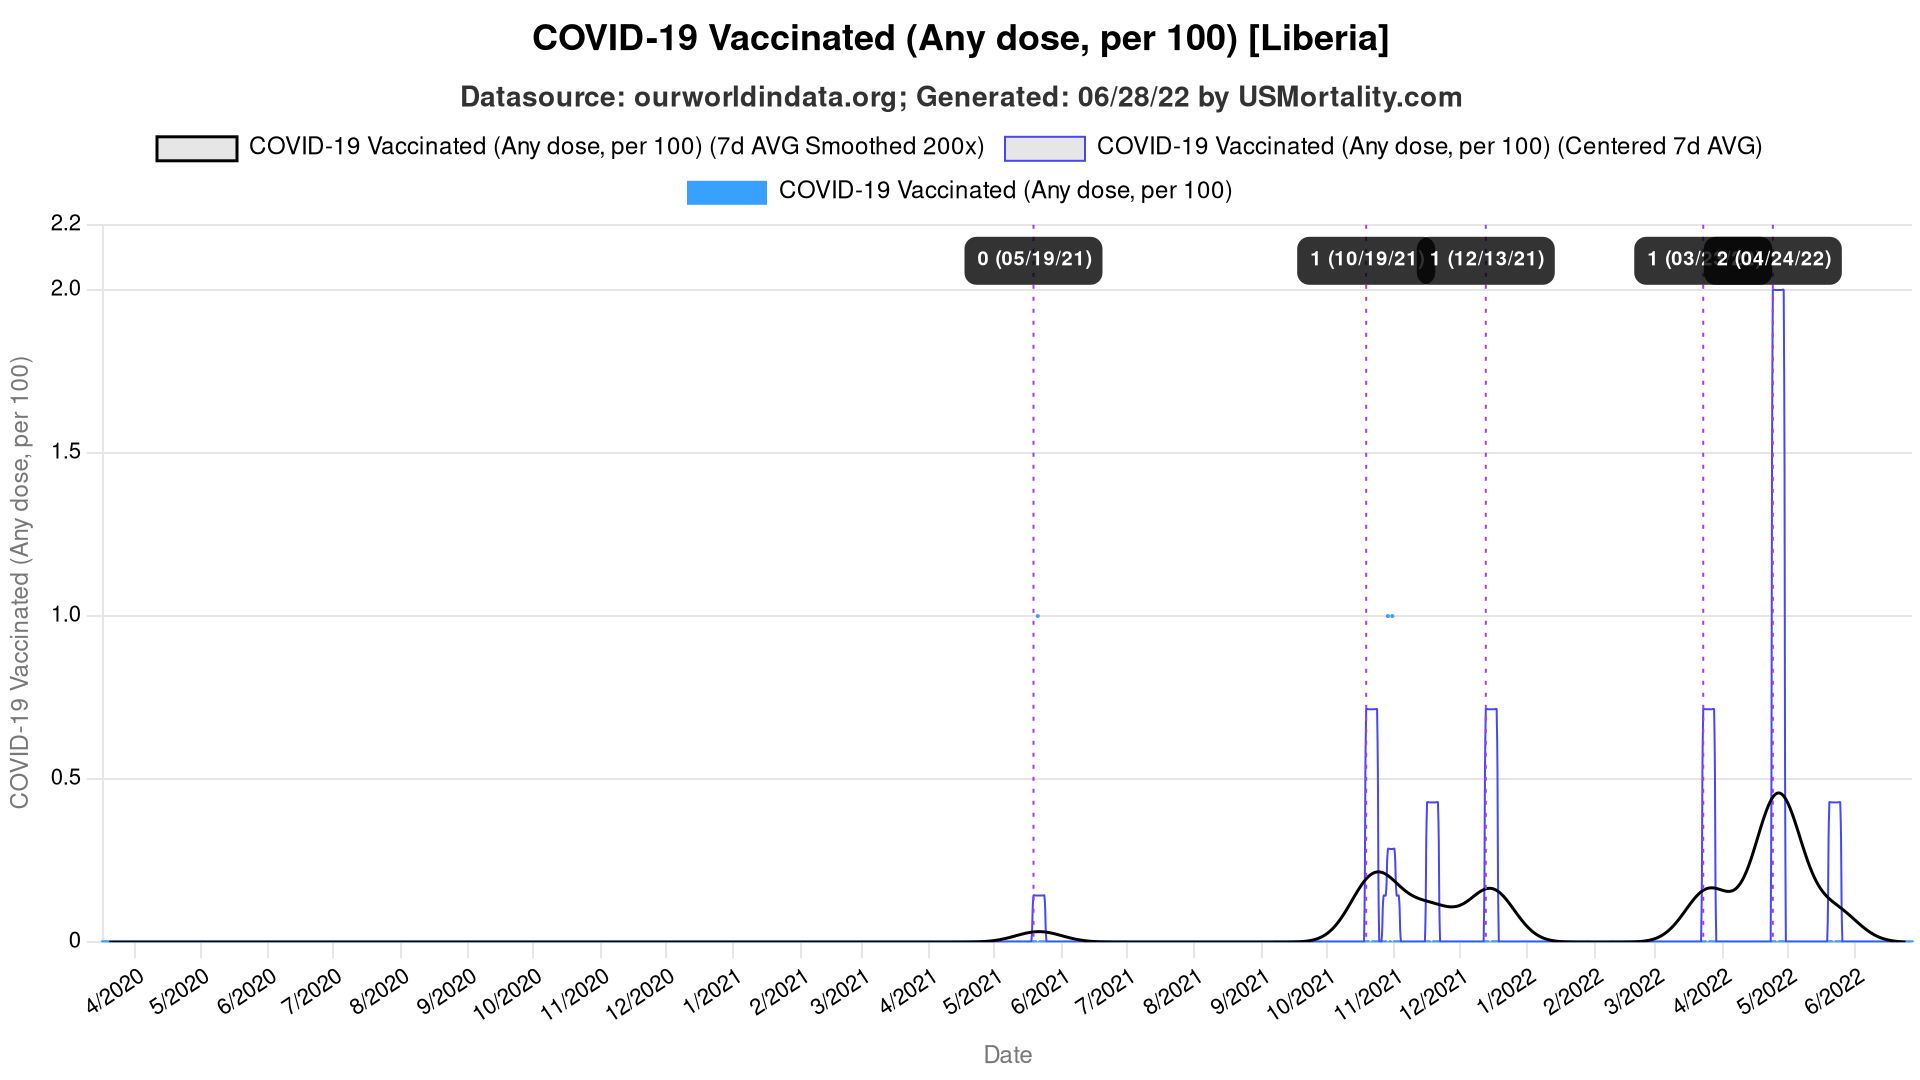 COVID-19 Vaccinated (Any dose, per 100) [Liberia]
Datasource: ourworldindata.org; Generated: 06/28/22 by USMortality.com
COVID-19 Vaccinated (Any dose, per 100) (7d AVG Smoothed 200x) COVID-19 Vaccinated (Any dose, per 100) (Centered 7d AVG)
COVID-19 Vaccinated (Any dose, per 100)
2.2
0 (05/19/21) 1 (10/19/21) 1 (12/13/21) 1 (03/ 2 (04/24/22)
2.0
1.5
1.0
0.5
0
COVID-19 Vaccinated (Any dose, per 100)
4/2020 5/2020 6/2020 7/2020 8/2020 9/2020 10/2020 11/2020 12/2020 1/2021 2/2021 3/2021 4/2021 5/2021 6/2021 7/2021 8/2021 9/2021 10/2021 11/2021 12/2021 1/2022 2/2022 3/2022 4/2022 5/2022 6/2022
Date